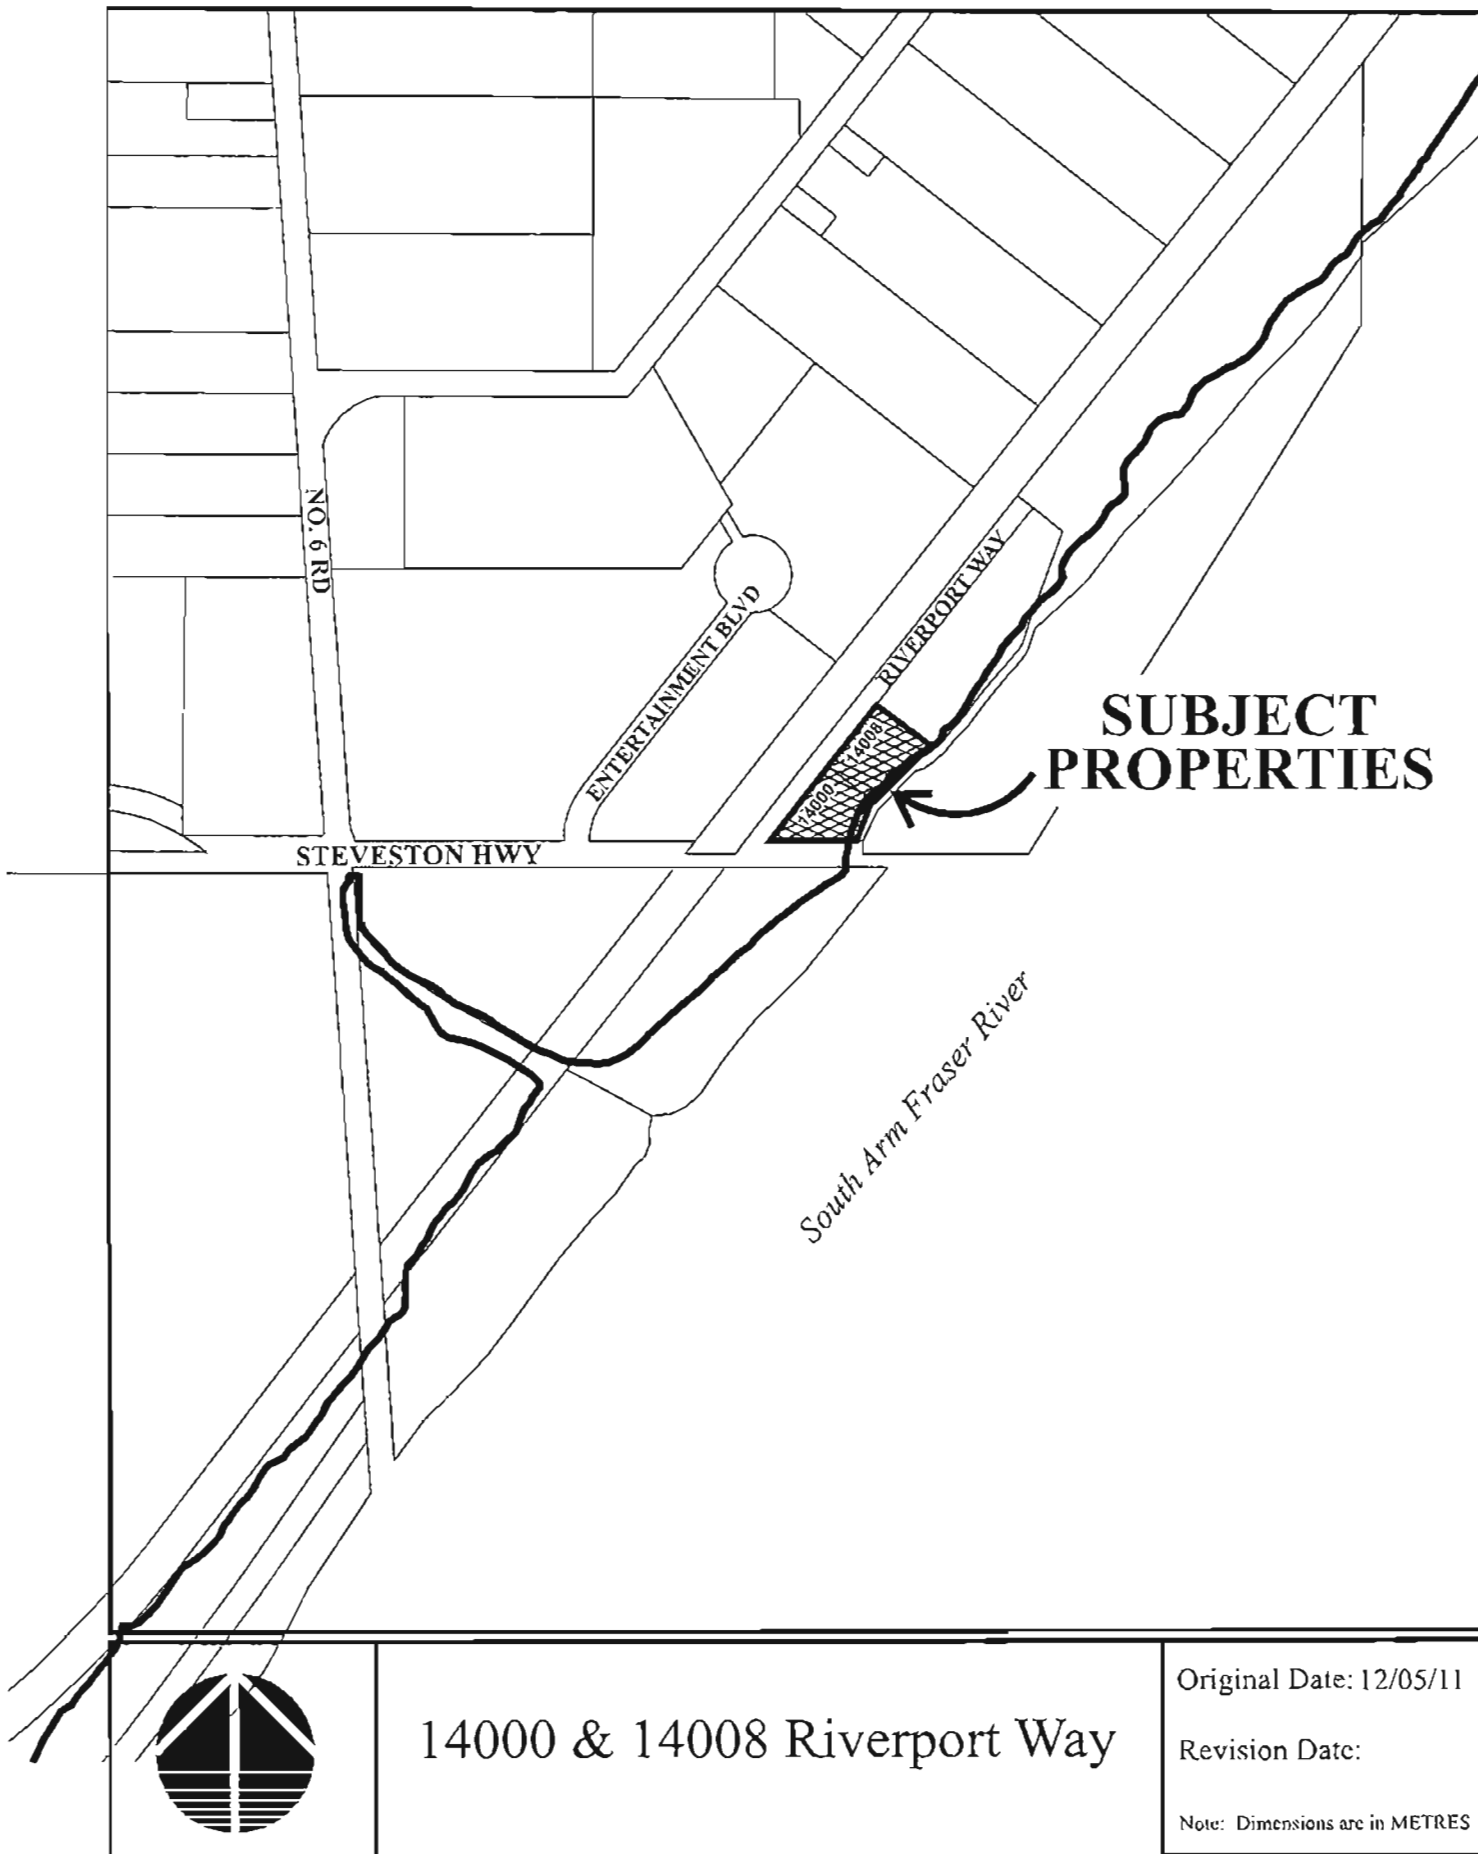 NO. 6 RD
RIVERPORT WAY
ENTERTAINMENT BLVD
14008
14000
SUBJECT
PROPERTIES
STEVESTON HWY
South Arm Fraser River
14000 & 14008 Riverport Way
Original Date: 12/05/11
Revision Date:
Note: Dimensions are in METRES